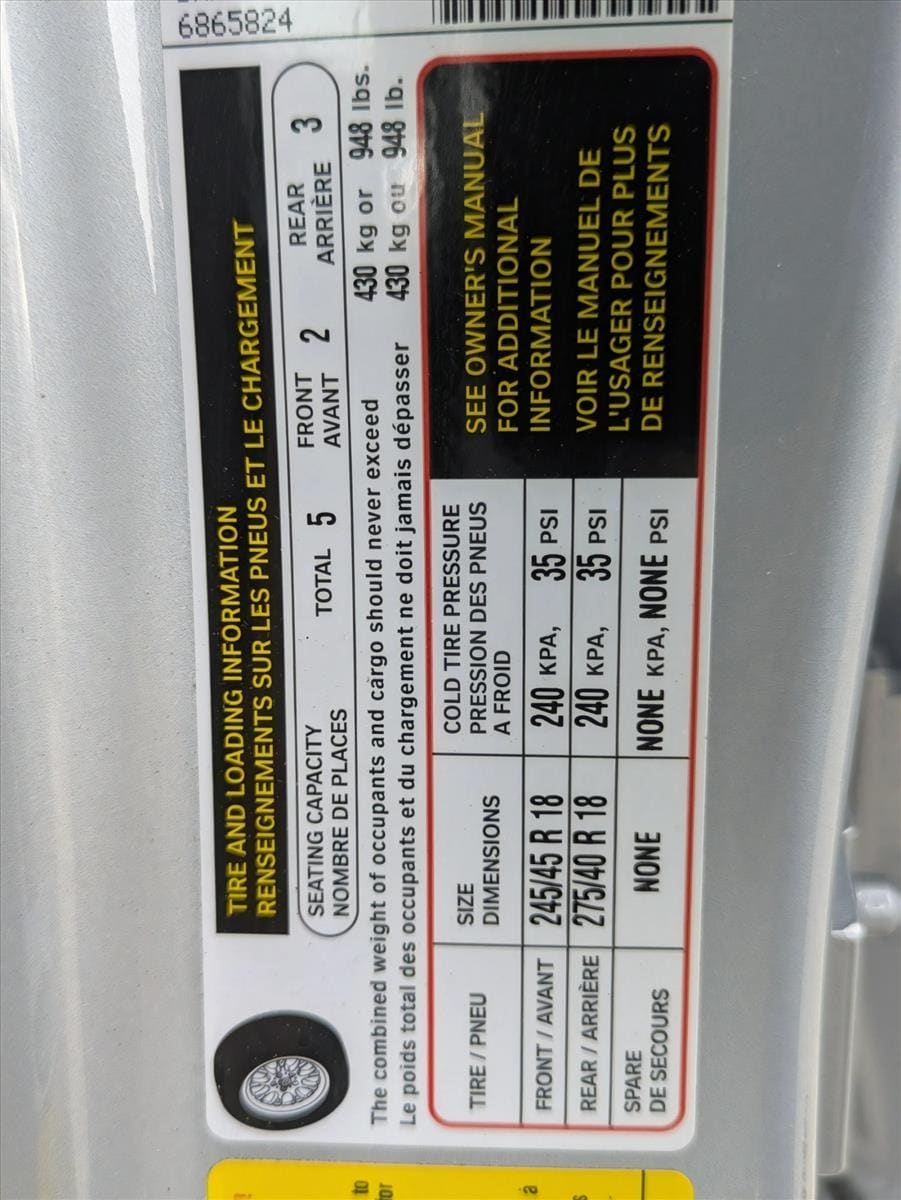 6865824
TIRE AND LOADING INFORMATION
RENSEIGNEMENTS SUR LES PNEUS ET LE CHARGEMENT
SEATING CAPACITY
NOMBRE DE PLACES
TOTAL 5
FRONT
AVANT 2
REAR
ARRIÈRE 3
The combined weight of occupants and cargo should never exceed 430 kg or 948 lbs.
Le poids total des occupants et du chargement ne doit jamais dépasser 430 kg ou 948 lb.
TIRE / PNEU
SIZE
DIMENSIONS
COLD TIRE PRESSURE
PRESSION DES PNEUS
A FROID
FRONT / AVANT 245/45 R 18 240 KPA, 35 PSI
REAR / ARRIÈRE 275/40 R 18 240 KPA, 35 PSI
SPARE
DE SECOURS
NONE
NONE KPA, NONE PSI
SEE OWNER'S MANUAL
FOR ADDITIONAL
INFORMATION
VOIR LE MANUEL DE
L'USAGER POUR PLUS
DE RENSEIGNEMENTS
to
a